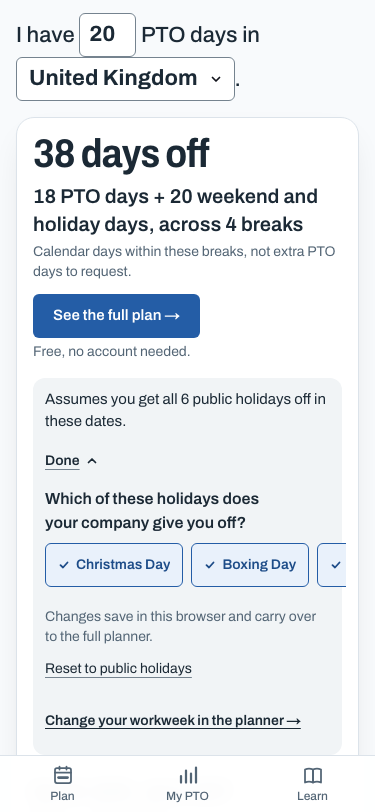 I have 20 PTO days in
United Kingdom .
38 days off
18 PTO days + 20 weekend and
holiday days, across 4 breaks
Calendar days within these breaks, not extra PTO
days to request.
See the full plan →
Free, no account needed.
Assumes you get all 6 public holidays off in
these dates.
Done
Which of these holidays does
your company give you off?
Christmas Day Boxing Day
Changes save in this browser and carry over
to the full planner.
Reset to public holidays
Change your workweek in the planner →
Plan My PTO Learn